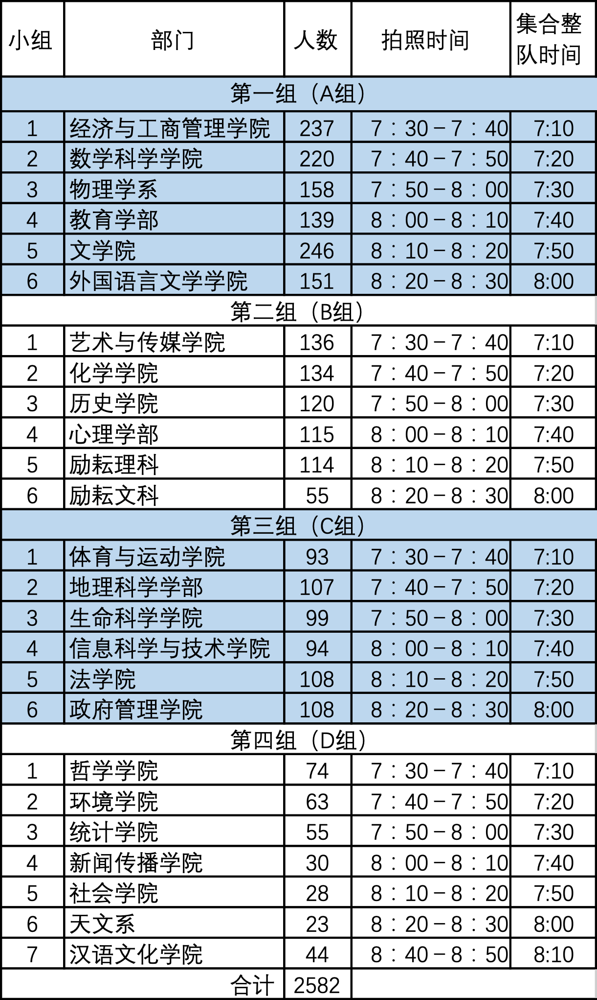 小组 部门 人数 拍照时间 集合整
队时间
第一组（A组）
1 经济与工商管理学院 237 7：30－7：40 7:10
2 数学科学学院 220 7：40－7：50 7:20
3 物理学系 158 7：50－8：00 7:30
4 教育学部 139 8：00－8：10 7:40
5 文学院 246 8：10－8：20 7:50
6 外国语言文学学院 151 8：20－8：30 8:00
第二组（B组）
1 艺术与传媒学院 136 7：30－7：40 7:10
2 化学学院 134 7：40－7：50 7:20
3 历史学院 120 7：50－8：00 7:30
4 心理学部 115 8：00－8：10 7:40
5 励耘理科 114 8：10－8：20 7:50
6 励耘文科 55 8：20－8：30 8:00
第三组（C组）
1 体育与运动学院 93 7：30－7：40 7:10
2 地理科学学部 107 7：40－7：50 7:20
3 生命科学学院 99 7：50－8：00 7:30
4 信息科学与技术学院 94 8：00－8：10 7:40
5 法学院 108 8：10－8：20 7:50
6 政府管理学院 108 8：20－8：30 8:00
第四组（D组）
1 哲学学院 74 7：30－7：40 7:10
2 环境学院 63 7：40－7：50 7:20
3 统计学院 55 7：50－8：00 7:30
4 新闻传播学院 30 8：00－8：10 7:40
5 社会学院 28 8：10－8：20 7:50
6 天文系 23 8：20－8：30 8:00
7 汉语文化学院 44 8：40－8：50 8:10
合计 2582